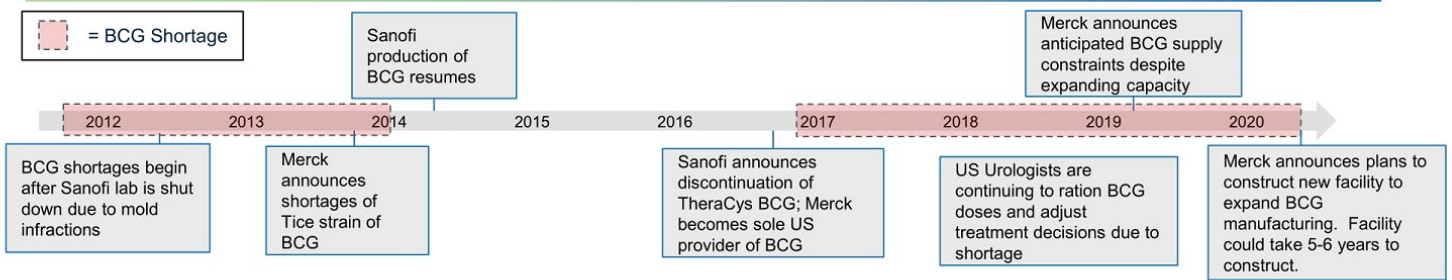 = BCG Shortage
Sanofi
production of
BCG resumes
Merck announces
anticipated BCG supply
constraints despite
expanding capacity
2012 2013 2014 2015 2016 2017 2018 2019 2020
BCG shortages begin
after Sanofi lab is shut
down due to mold
infractions
Merck
announces
shortages of
Tice strain of
BCG
Sanofi announces
discontinuation of
TheraCys BCG; Merck
becomes sole US
provider of BCG
US Urologists are
continuing to ration BCG
doses and adjust
treatment decisions due to
shortage
Merck announces plans to
construct new facility to
expand BCG
manufacturing. Facility
could take 5-6 years to
construct.